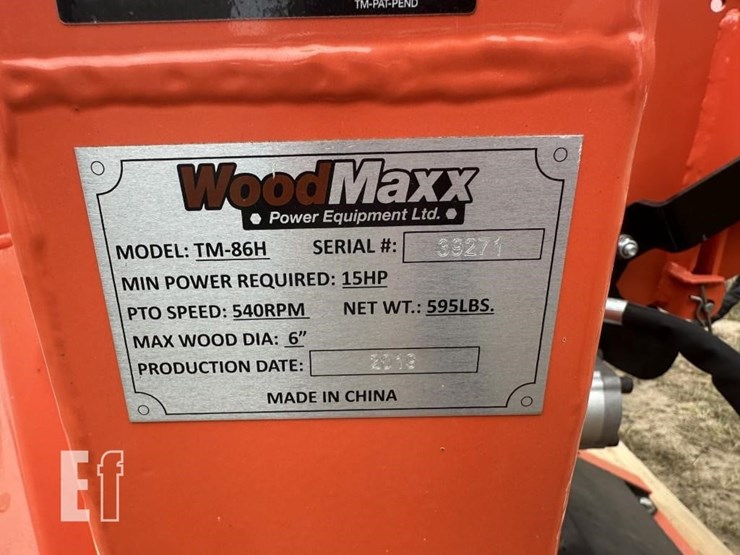 TM-PAT-PEND
WoodMaxx
Power Equipment Ltd.
MODEL: TM-86H SERIAL #: 39271
MIN POWER REQUIRED: 15HP
PTO SPEED: 540RPM NET WT.: 595LBS.
MAX WOOD DIA: 6”
PRODUCTION DATE: 2019
MADE IN CHINA
Ef